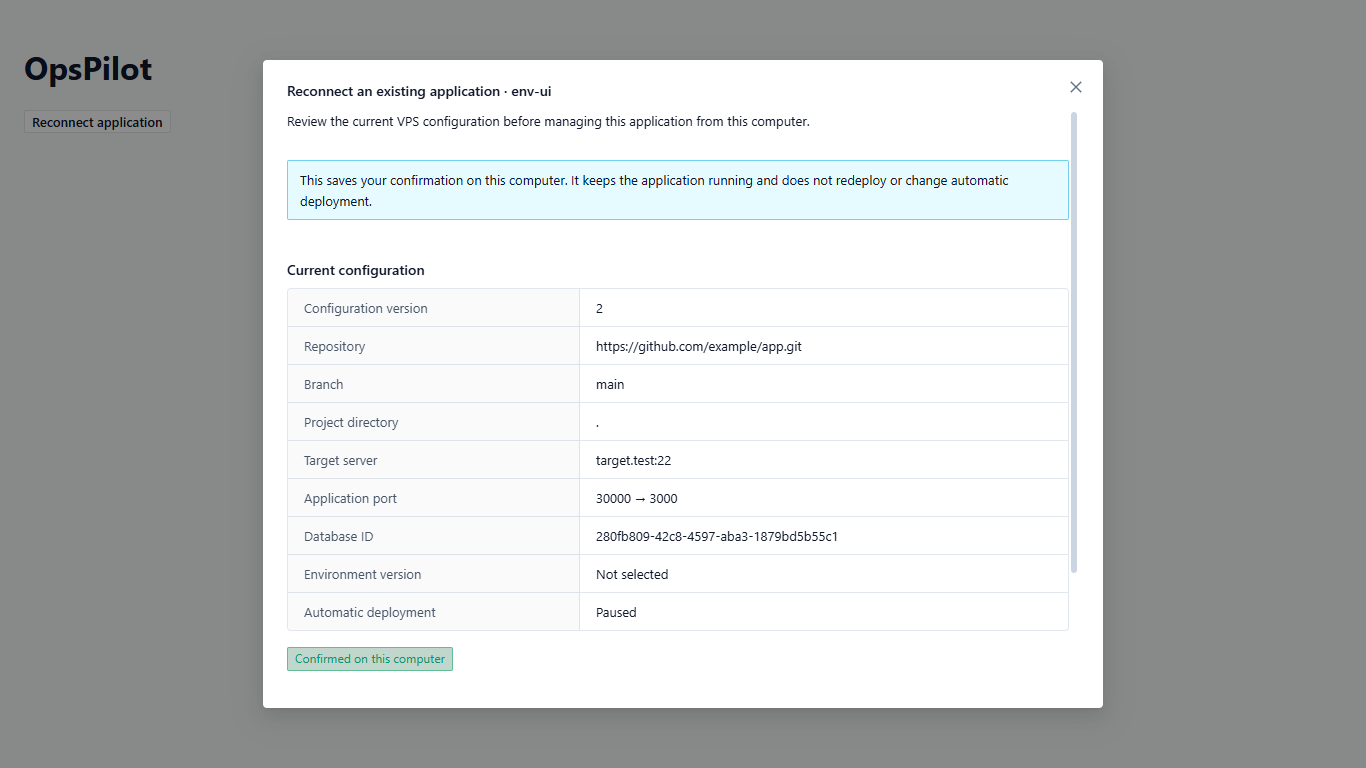 OpsPilot
Reconnect application
Reconnect an existing application · env-ui
Review the current VPS configuration before managing this application from this computer.
This saves your confirmation on this computer. It keeps the application running and does not redeploy or change automatic
deployment.
Current configuration
Configuration version 2
Repository https://github.com/example/app.git
Branch main
Project directory .
Target server target.test:22
Application port 30000 → 3000
Database ID 280fb809-42c8-4597-aba3-1879bd5b55c1
Environment version Not selected
Automatic deployment Paused
Confirmed on this computer